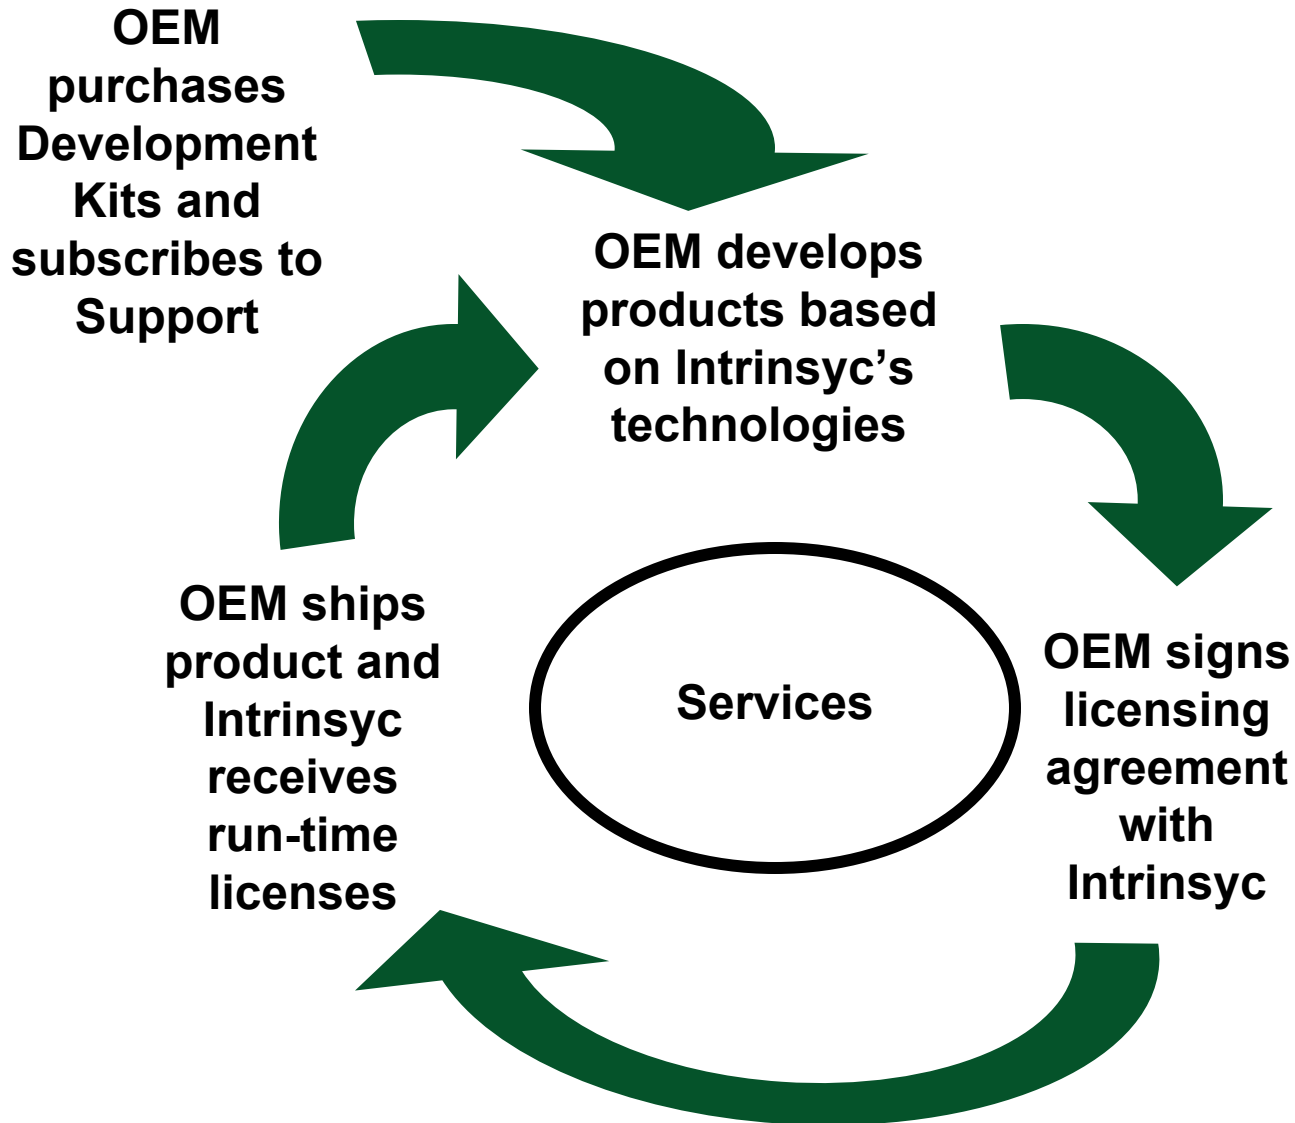 OEM
purchases
Development
Kits and
subscribes to
Support
OEM develops
products based
on Intrinsyc’s
technologies
OEM signs
licensing
agreement
with
Intrinsyc
OEM ships
product and
Intrinsyc
receives
run-time
licenses
Services